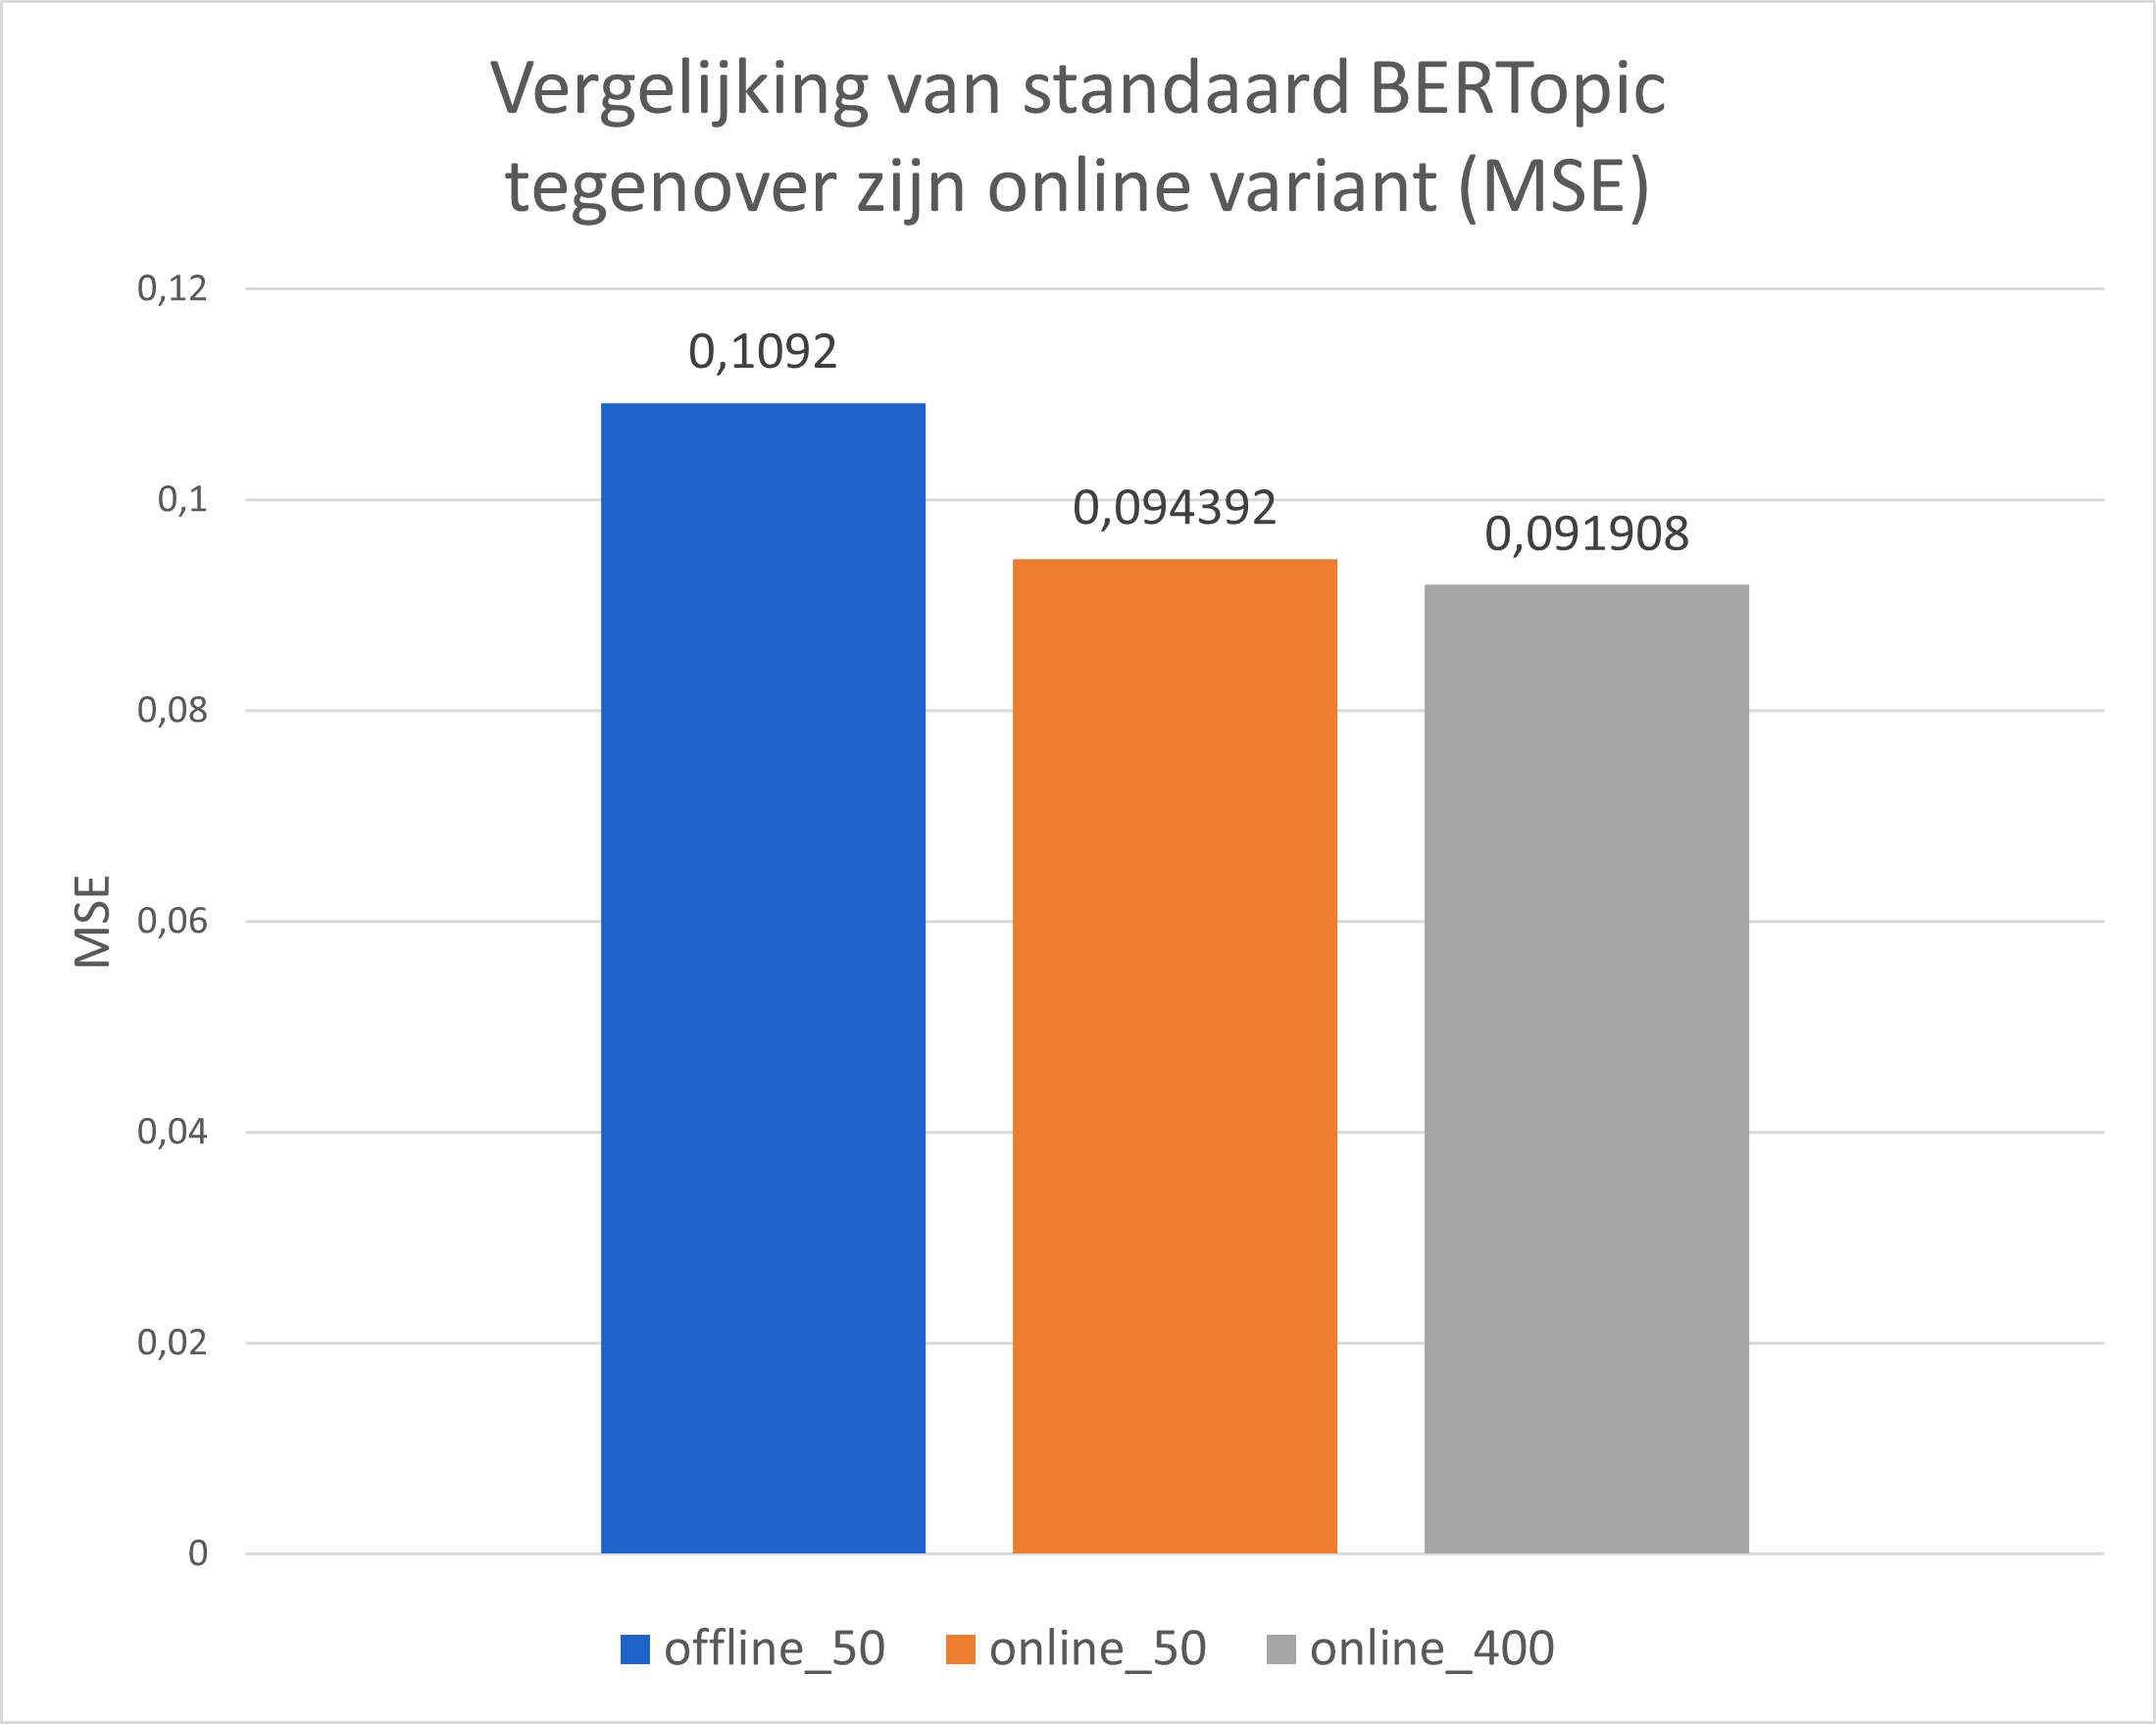 Vergelijking van standaard BERTopic
tegenover zijn online variant (MSE)
0,12
0,1092
0,1
0,094392
0,091908
0,08
MSE
0,06
0,04
0,02
0
offline_50 online_50 online_400